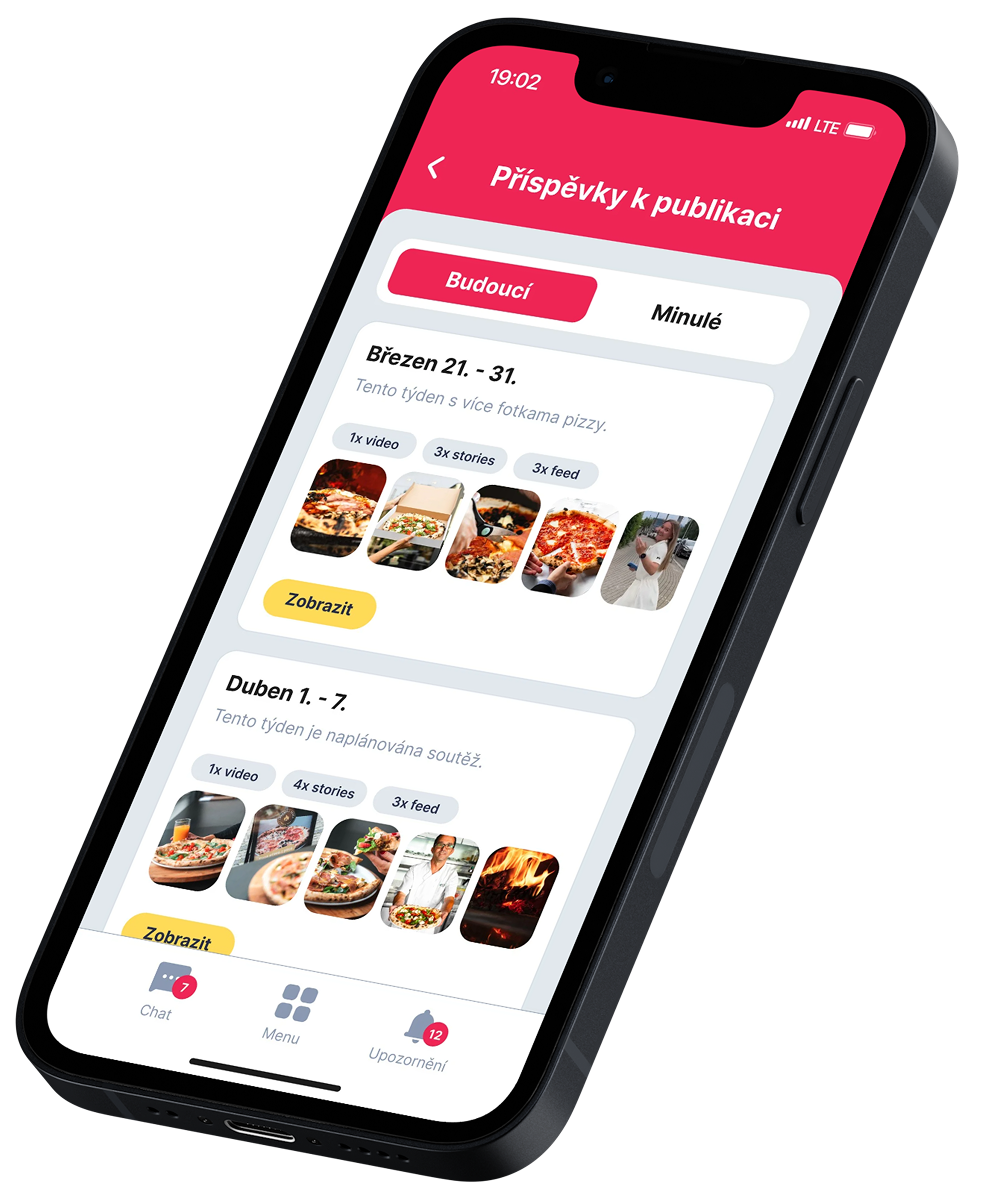 19:02
LTE
Příspěvky k publikaci
Budoucí
Minulé
Březen 21. - 31.
Tento týden s více fotkama pizzy.
1x video
3x stories
3x feed
Zobrazit
Duben 1. - 7.
Tento týden je naplánována soutěž.
1x video
4x stories
3x feed
Zobrazit
7
12
Chat
Menu
Upozornění